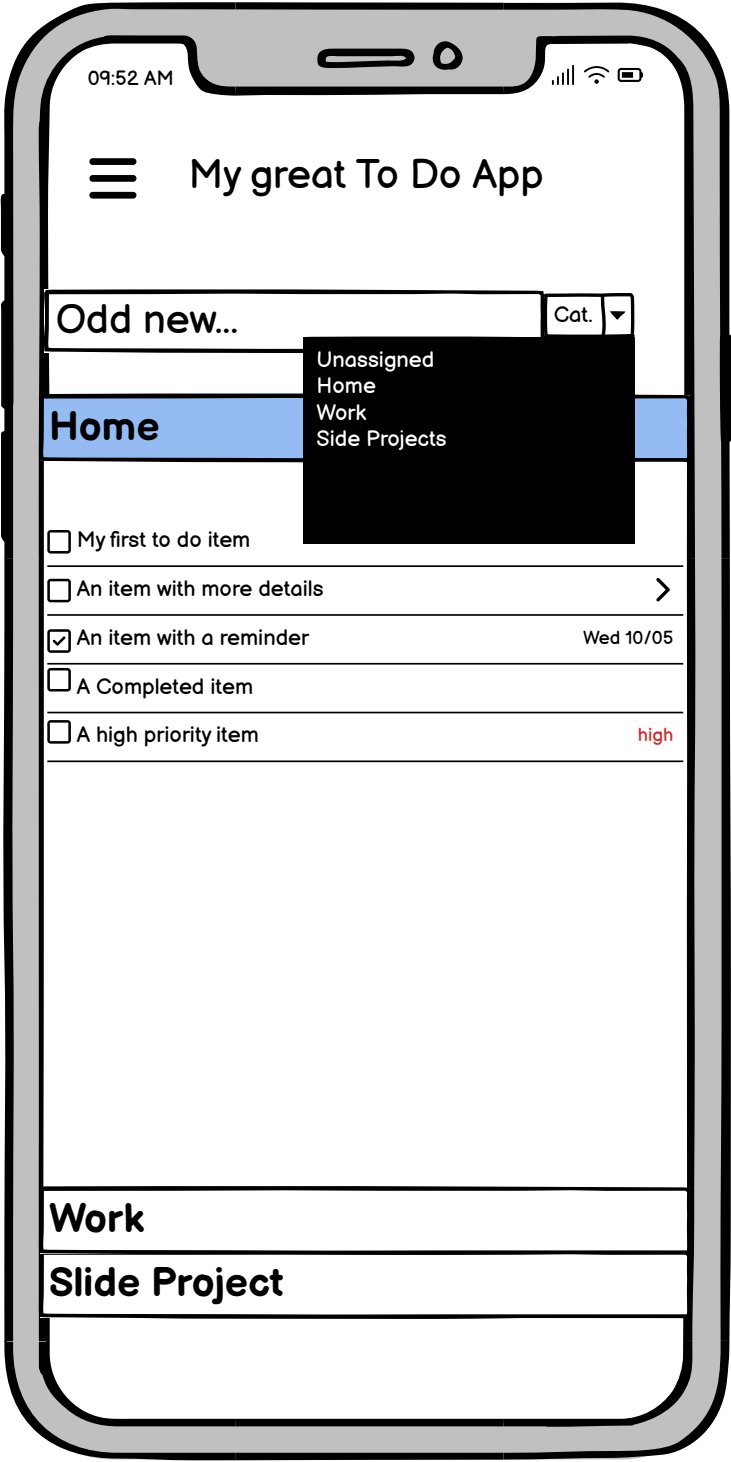 09:52 AM
My great To Do App
Odd new...
Cat.
Unassigned
Home
Work
Side Projects
Home
My first to do item
An item with more details
An item with a reminder Wed 10/05
A Completed item
A high priority item high
Work
Slide Project